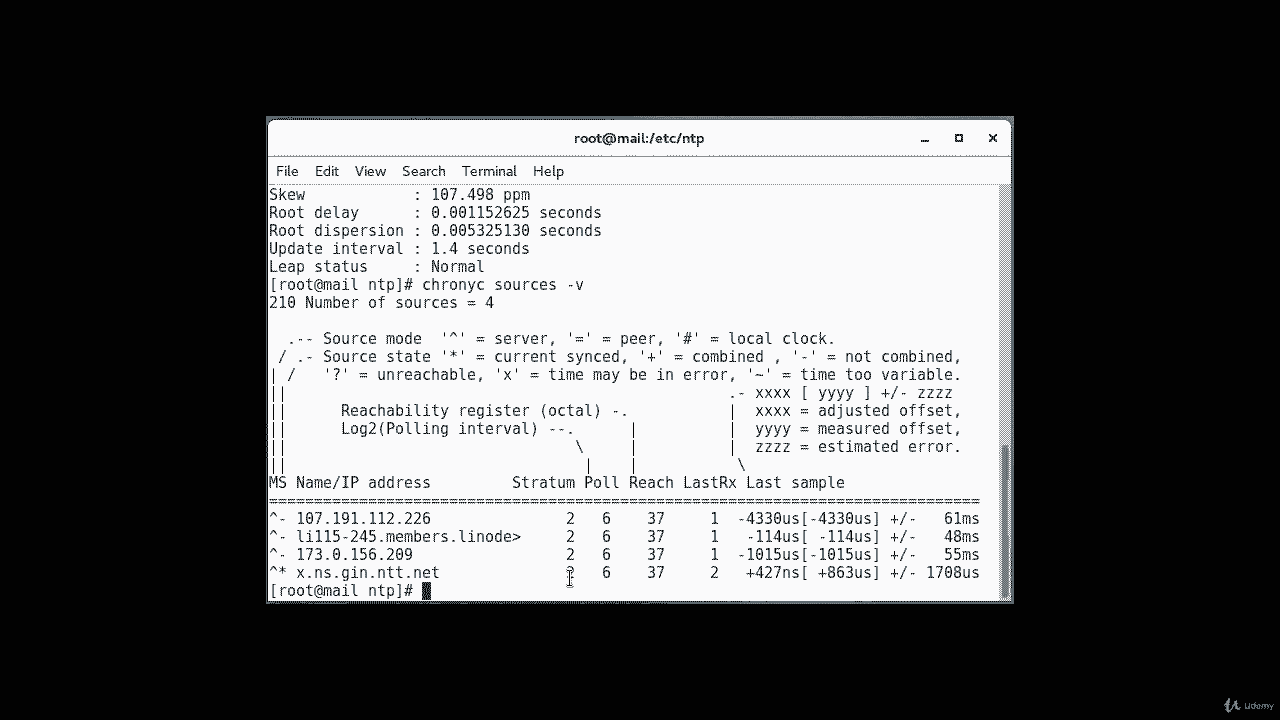 root@mail:/etc/ntp
File Edit View Search Terminal Help
Skew            : 107.498 ppm
Root delay      : 0.001152625 seconds
Root dispersion : 0.005325130 seconds
Update interval : 1.4 seconds
Leap status     : Normal
[root@mail ntp]# chronyc sources -v
210 Number of sources = 4
  .-- Source mode  '^' = server, '=' = peer, '#' = local clock.
 / .- Source state '*' = current synced, '+' = combined , '-' = not combined,
| /   '?' = unreachable, 'x' = time may be in error, '~' = time too variable.
||                                                 .- xxxx [ yyyy ] +/- zzzz
||      Reachability register (octal) -.           |  xxxx = adjusted offset,
||      Log2(Polling interval) --.      |          |  yyyy = measured offset,
||                                \     |          |  zzzz = estimated error.
||                                 |    |           \
MS Name/IP address         Stratum Poll Reach LastRx Last sample
===============================================================================
^- 107.191.112.226               2   6    37     1  -4330us[-4330us] +/-   61ms
^- li115-245.members.linode>     2   6    37     1   -114us[ -114us] +/-   48ms
^- 173.0.156.209                 2   6    37     1  -1015us[-1015us] +/-   55ms
^* x.ns.gin.ntt.net                  6    37     2   +427ns[ +863us] +/- 1708us
[root@mail ntp]#
Udemy